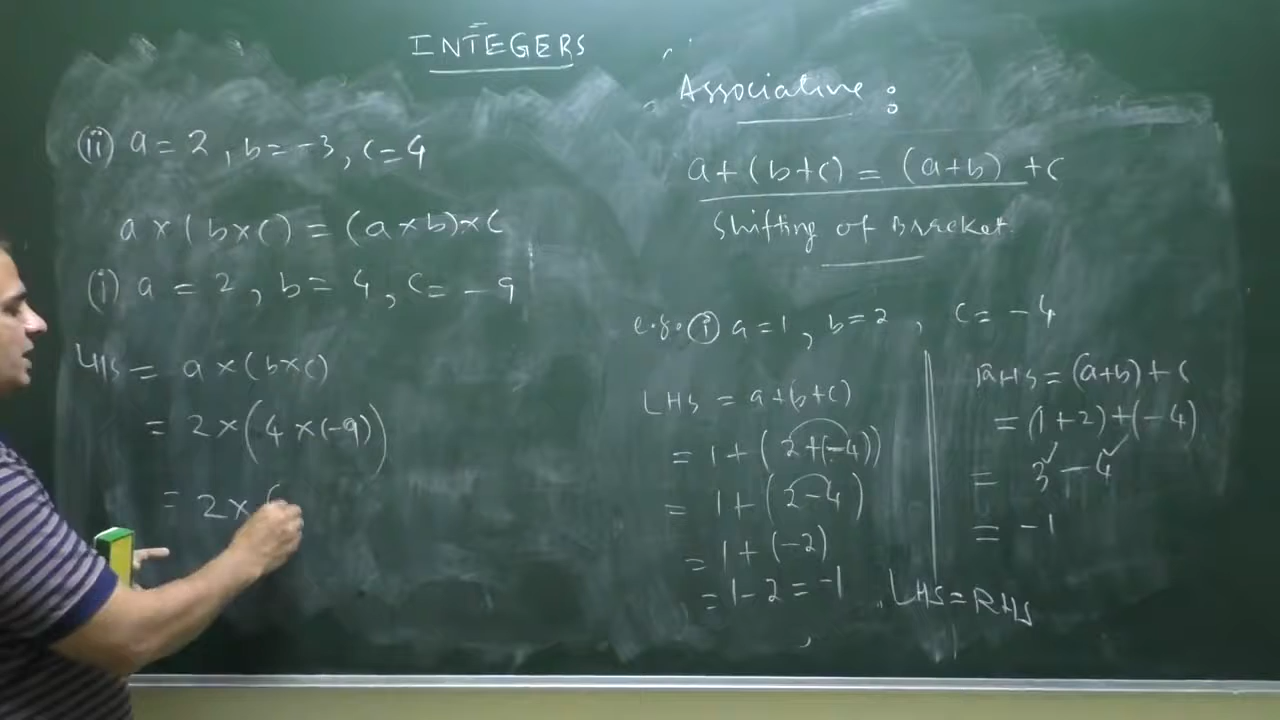 INTEGERS
(ii) a = 2 , b = -3 , c = 4
a × (b×c) = (a×b)×c
(i) a = 2 , b = 4 , c = -9
LHS = a × (b×c)
= 2×(4 ×(-9))
= 2× (
Associative :
a+(b+c) = (a+b) +c
Shifting of Bracket.
e.g. (i) a=1 , b=2 , c= -4
LHS = a+(b+c)
= 1 + (2+(-4))
= 1 + (2-4)
= 1 + (-2)
= 1-2 = -1
RHS = (a+b) + c
= (1+2)+(-4)
= 3 - 4
= -1
LHS = RHS